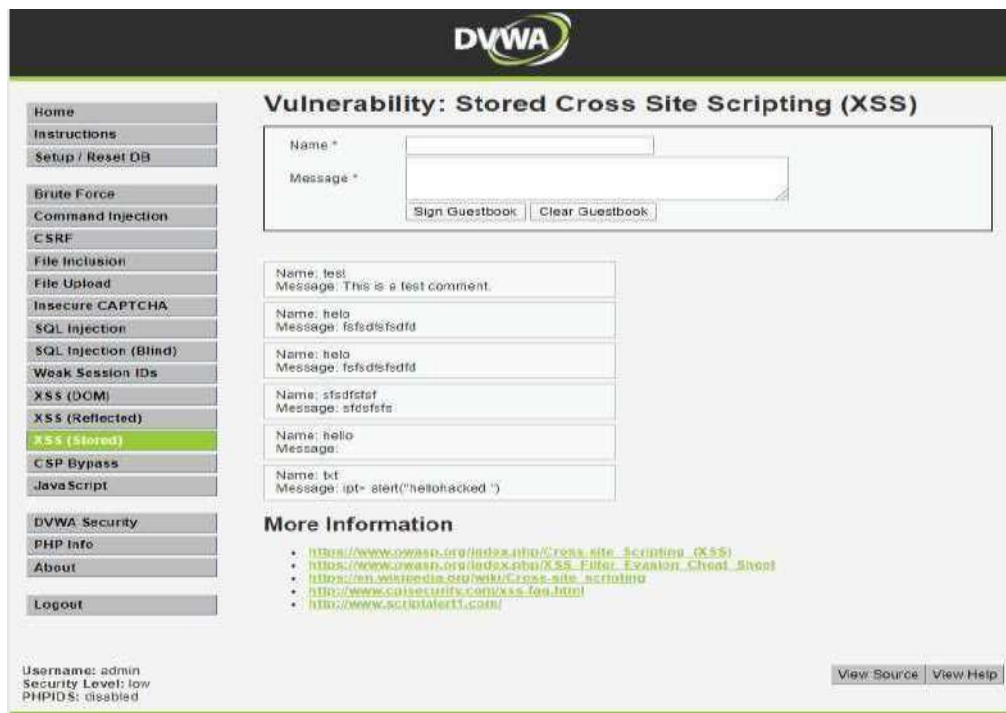 DVWA
Home
Instructions
Setup / Reset DB
Brute Force
Command Injection
CSRF
File Inclusion
File Upload
Insecure CAPTCHA
SQL Injection
SQL Injection (Blind)
Weak Session IDs
XSS (DOM)
XSS (Reflected)
XSS (Stored)
CSP Bypass
JavaScript
DVWA Security
PHP Info
About
Logout
Vulnerability: Stored Cross Site Scripting (XSS)
Name *
Message *
Sign Guestbook Clear Guestbook
Name: test
Message: This is a test comment.
Name: helo
Message: fsfsdfsfsdfd
Name: helo
Message: fsfsdfsfsdfd
Name: sfsdfsfsf
Message: sfdsfsfs
Name: hello
Message:
Name: txt
Message: ipt> alert("hellohacked ")
More Information
https://www.owasp.org/index.php/Cross-site_Scripting_(XSS)
https://www.owasp.org/index.php/XSS_Filter_Evasion_Cheat_Sheet
https://en.wikipedia.org/wiki/Cross-site_scripting
http://www.cgisecurity.com/xss-faq.html
http://www.scriptalert1.com/
Username: admin
Security Level: low
PHPIDS: disabled
View Source View Help